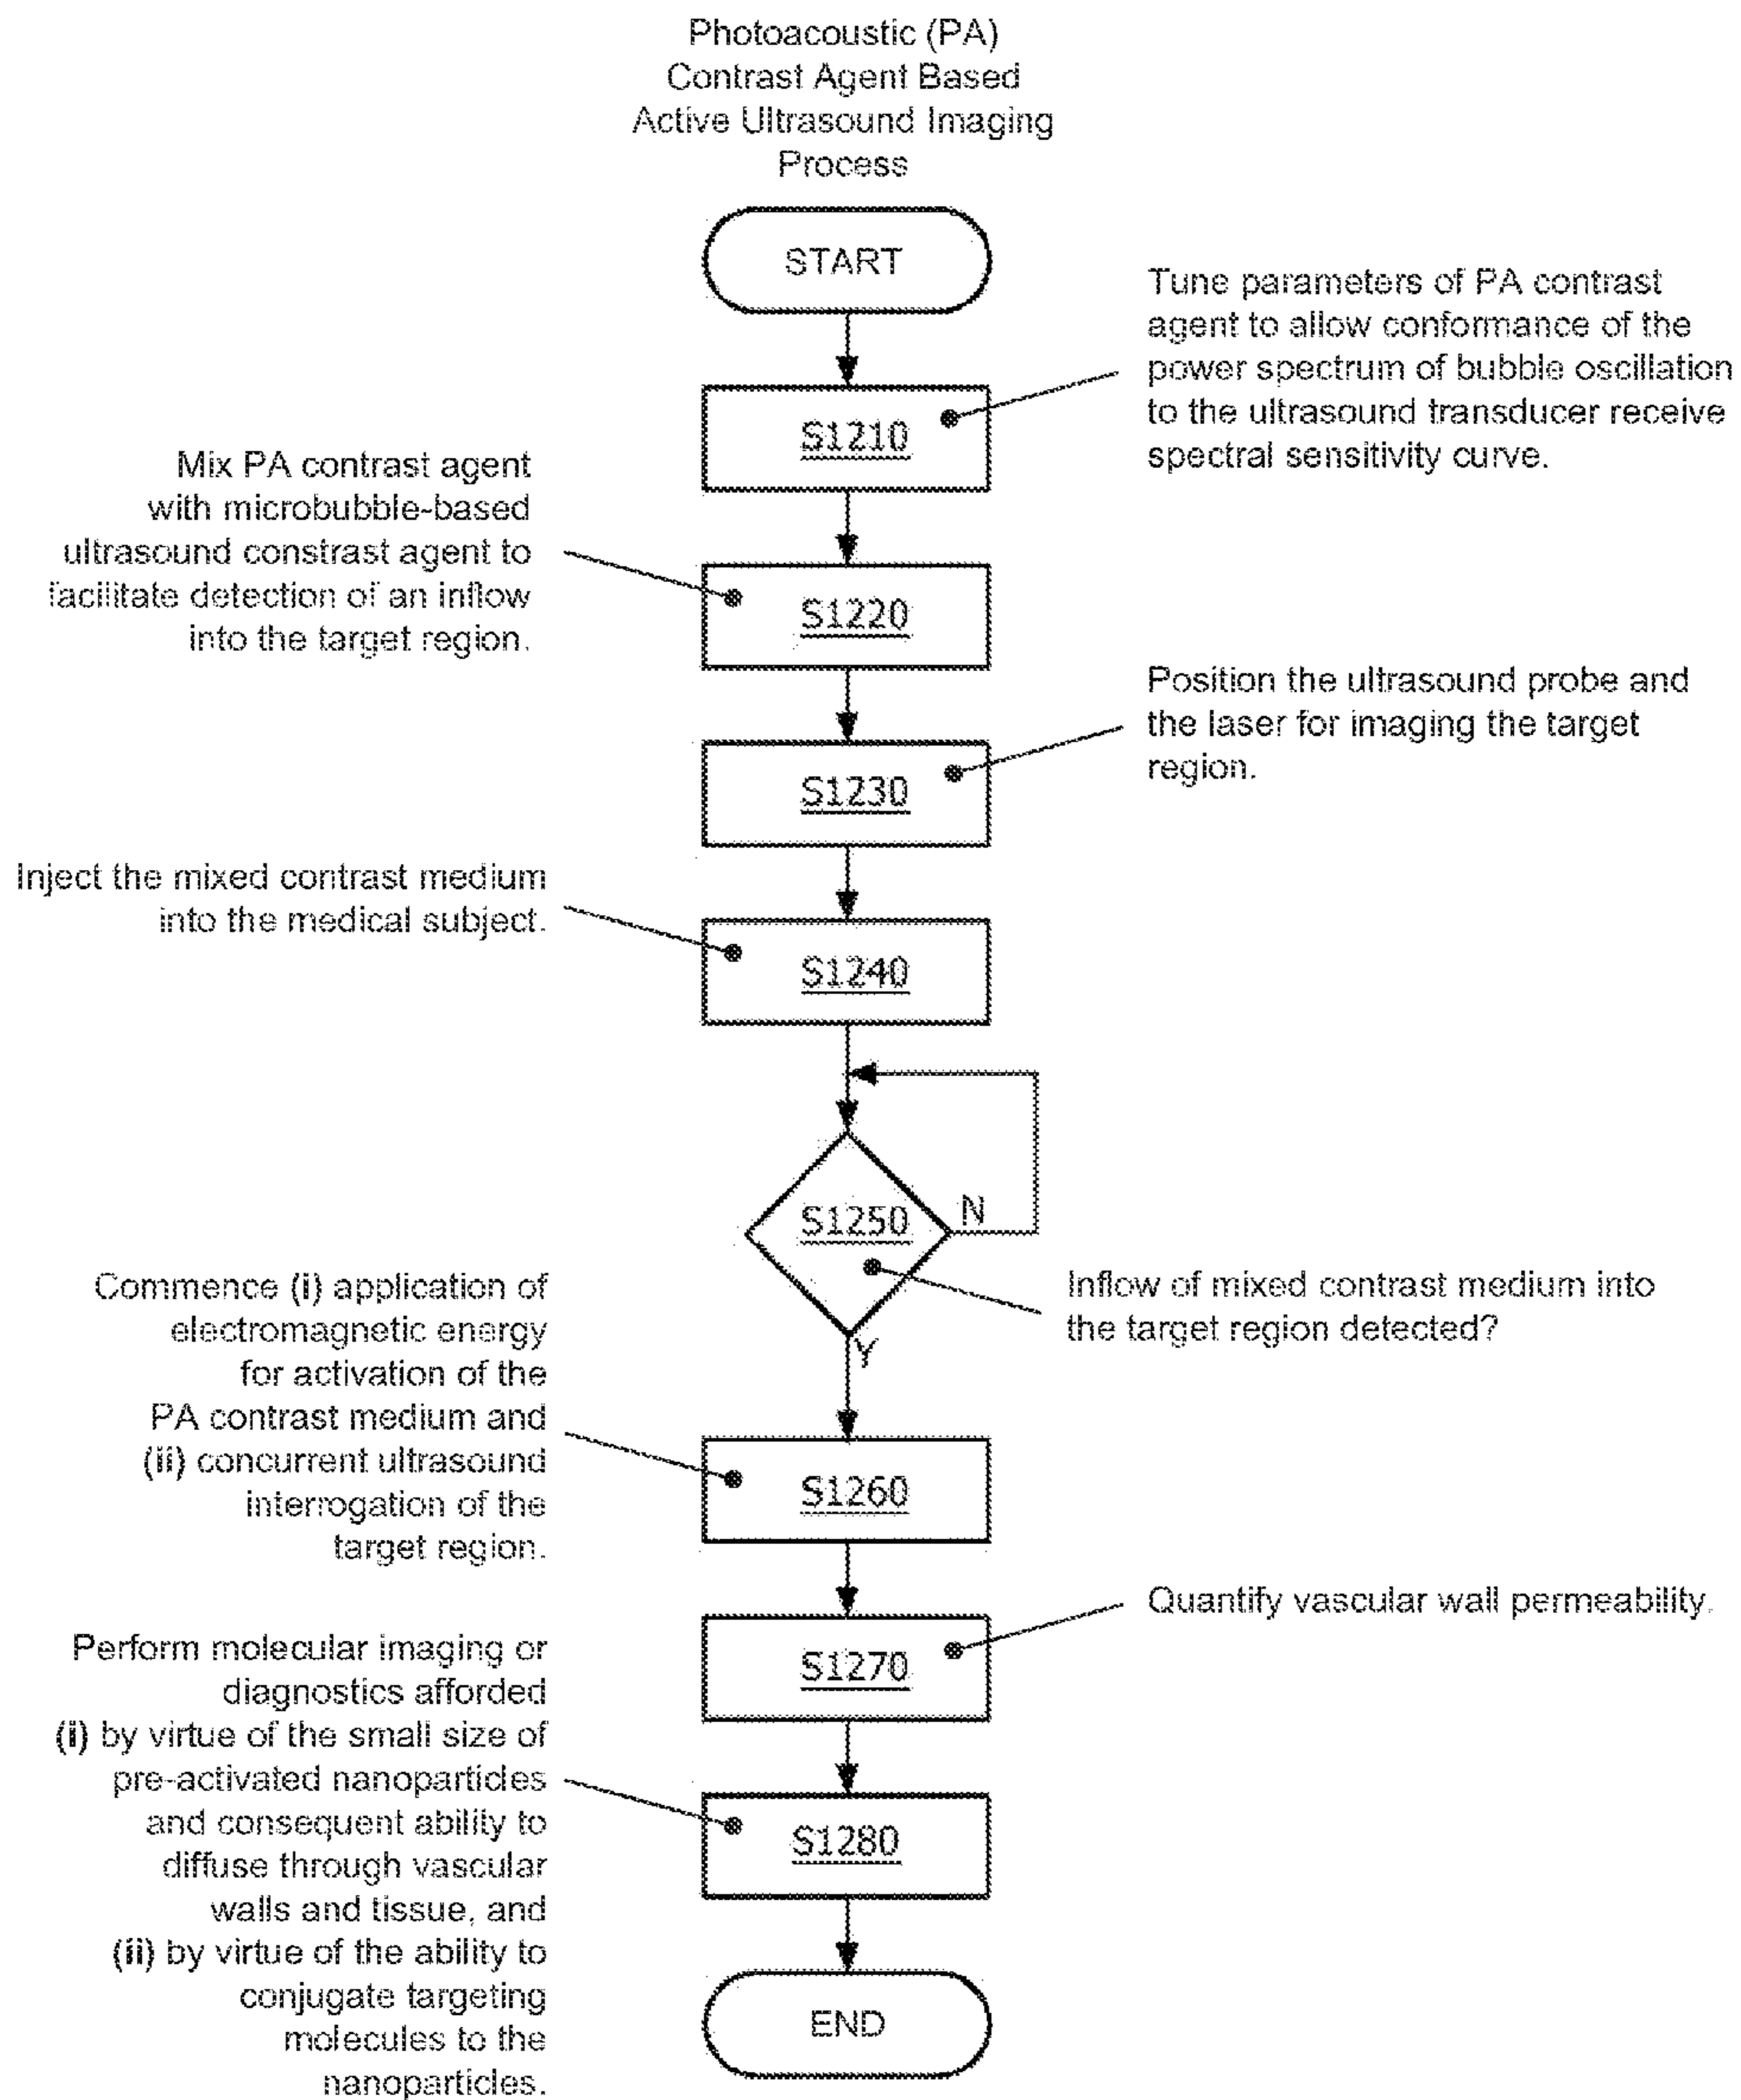 Photoacoustic (PA)
Contrast Agent Based
Active Ultrasound Imaging
Process
START
Tune parameters of PA contrast
agent to allow conformance of the
power spectrum of bubble oscillation
to the ultrasound transducer receive
spectral sensitivity curve.
S1210
Mix PA contrast agent
with microbubble-based
ultrasound constrast agent to
facilitate detection of an inflow
into the target region.
S1220
Position the ultrasound probe and
the laser for imaging the target
region.
S1230
Inject the mixed contrast medium
into the medical subject.
S1240
S1250
N
Inflow of mixed contrast medium into
the target region detected?
Y
Commence (i) application of
electromagnetic energy
for activation of the
PA contrast medium and
(ii) concurrent ultrasound
interrogation of the
target region.
S1260
Quantify vascular wall permeability.
S1270
Perform molecular imaging or
diagnostics afforded
(i) by virtue of the small size of
pre-activated nanoparticles
and consequent ability to
diffuse through vascular
walls and tissue, and
(ii) by virtue of the ability to
conjugate targeting
molecules to the
nanoparticles.
S1280
END